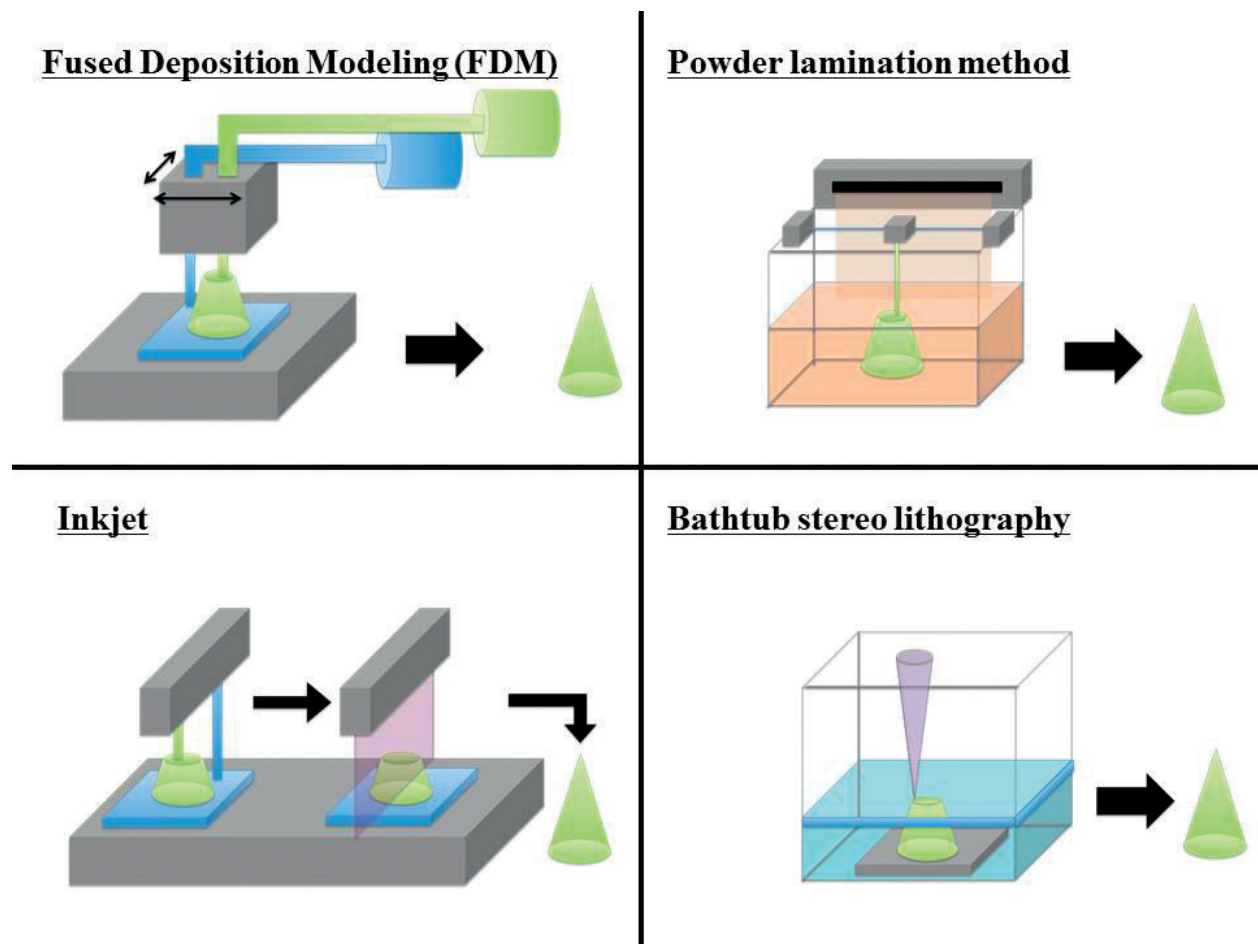 Fused Deposition Modeling (FDM)
Powder lamination method
Inkjet
Bathtub stereo lithography